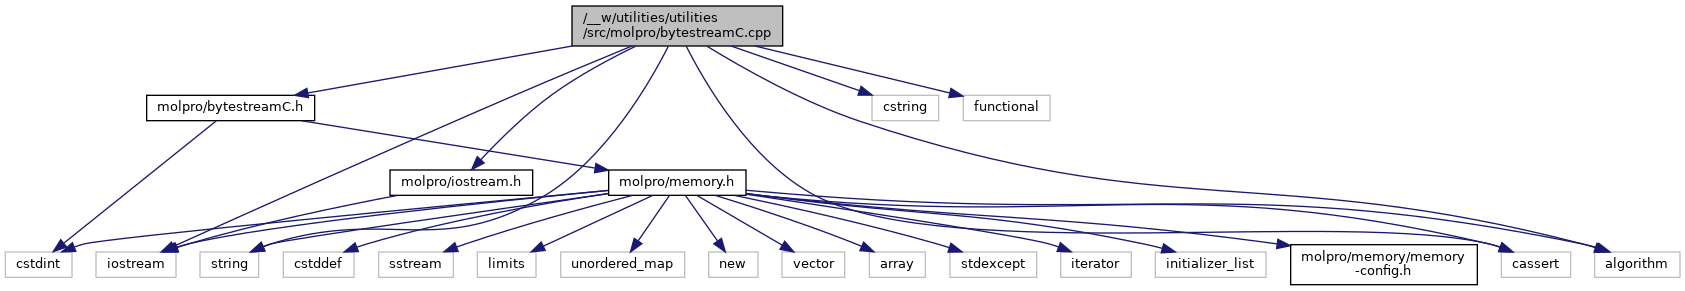 /__w/utilities/utilities
/src/molpro/bytestreamC.cpp
molpro/bytestreamC.h
cstring
functional
molpro/iostream.h
molpro/memory.h
cstdint
iostream
string
cstddef
sstream
limits
unordered_map
new
vector
array
stdexcept
iterator
initializer_list
molpro/memory/memory
-config.h
cassert
algorithm